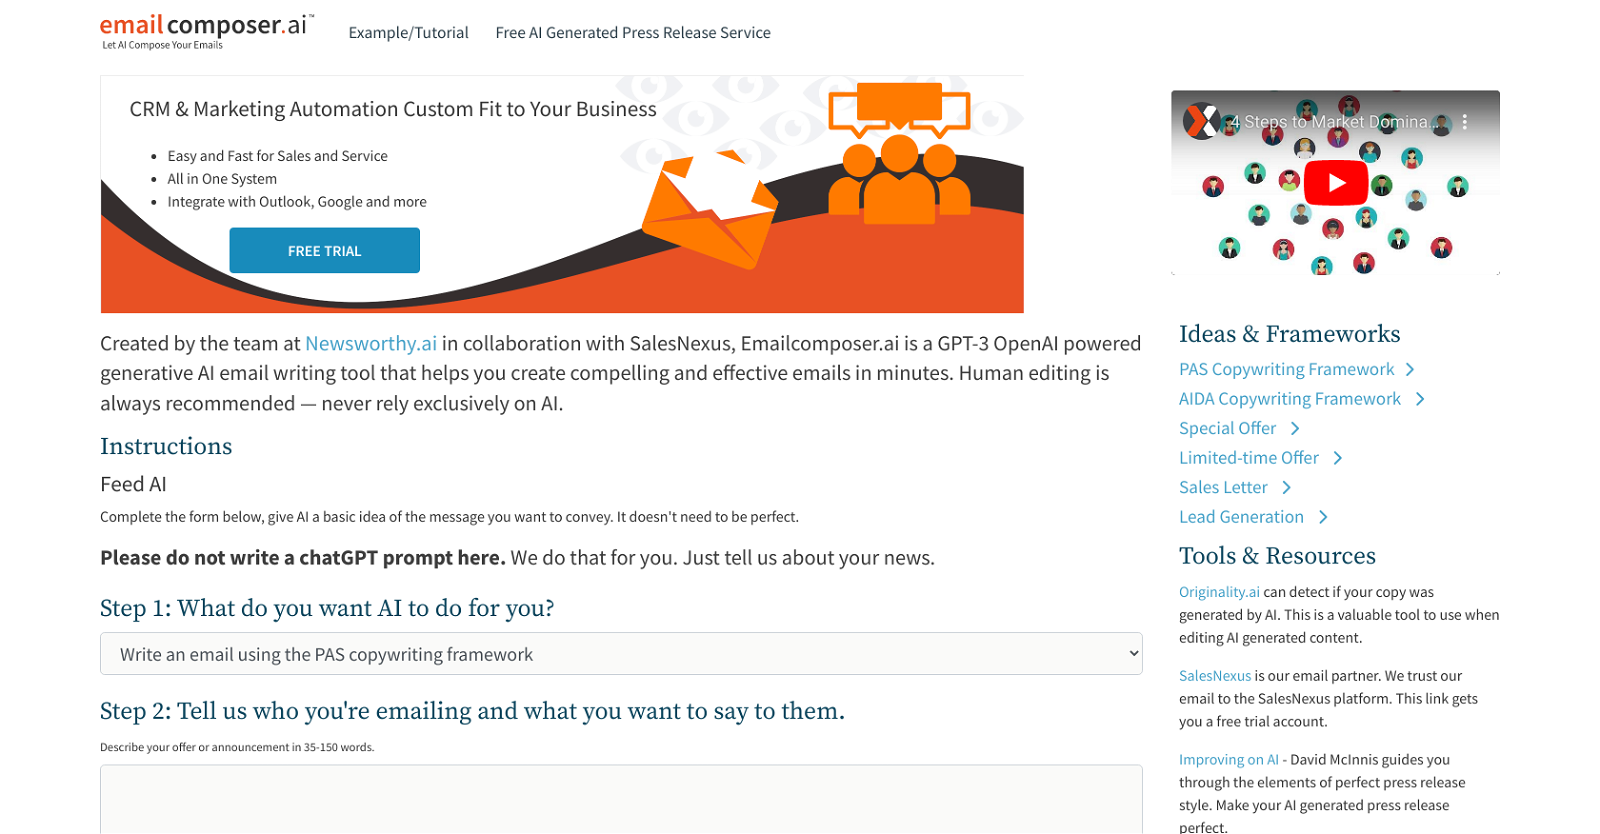 emailcomposer.ai™
Let AI Compose Your Emails
Example/Tutorial
Free AI Generated Press Release Service
CRM & Marketing Automation Custom Fit to Your Business
• Easy and Fast for Sales and Service
• All in One System
• Integrate with Outlook, Google and more
FREE TRIAL
Created by the team at Newsworthy.ai in collaboration with SalesNexus, Emailcomposer.ai is a GPT-3 OpenAI powered
generative AI email writing tool that helps you create compelling and effective emails in minutes. Human editing is
always recommended — never rely exclusively on AI.
Instructions
Feed AI
Complete the form below, give AI a basic idea of the message you want to convey. It doesn't need to be perfect.
Please do not write a chatGPT prompt here. We do that for you. Just tell us about your news.
Step 1: What do you want AI to do for you?
Write an email using the PAS copywriting framework
Step 2: Tell us who you're emailing and what you want to say to them.
Describe your offer or announcement in 35-150 words.
4 Steps to Market Domina...
Ideas & Frameworks
PAS Copywriting Framework
AIDA Copywriting Framework
Special Offer
Limited-time Offer
Sales Letter
Lead Generation
Tools & Resources
Originality.ai can detect if your copy was
generated by AI. This is a valuable tool to use when
editing AI generated content.
SalesNexus is our email partner. We trust our
email to the SalesNexus platform. This link gets
you a free trial account.
Improving on AI - David McInnis guides you
through the elements of perfect press release
style. Make your AI generated press release
perfect.